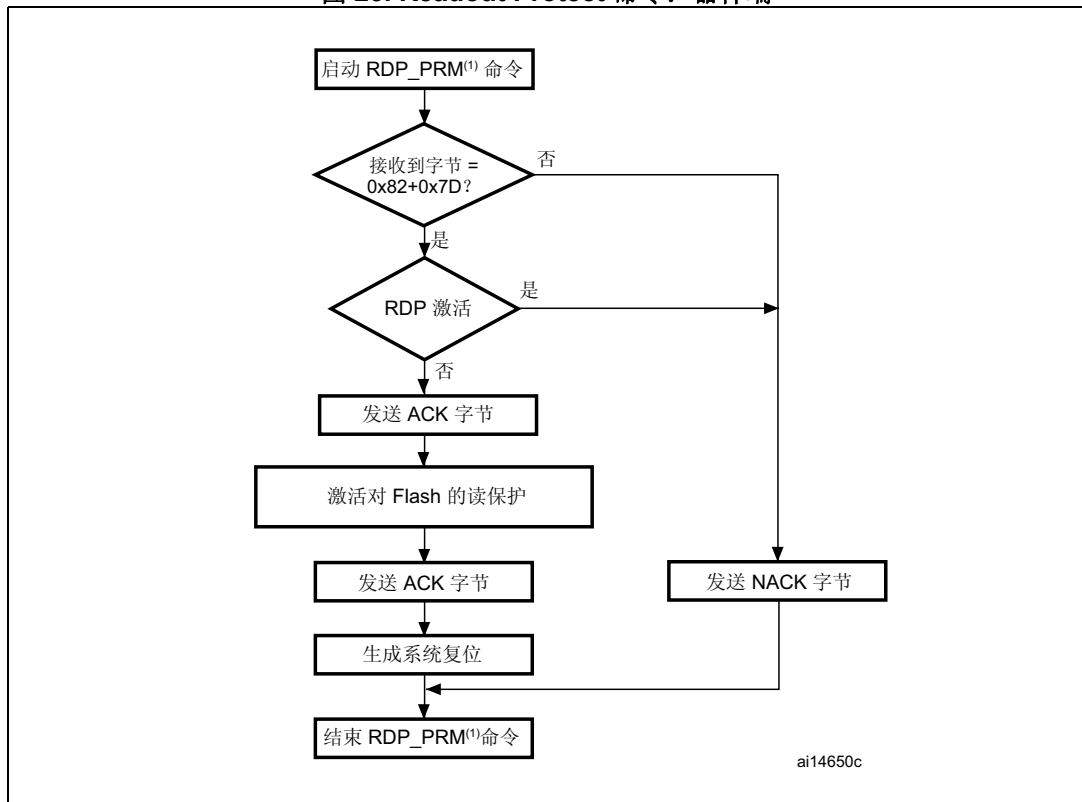 启动 RDP_PRM(1) 命令
接收到字节 =
0x82+0x7D？
否
是
RDP 激活
是
否
发送 ACK 字节
激活对 Flash 的读保护
发送 ACK 字节
发送 NACK 字节
生成系统复位
结束 RDP_PRM(1)命令
ai14650c